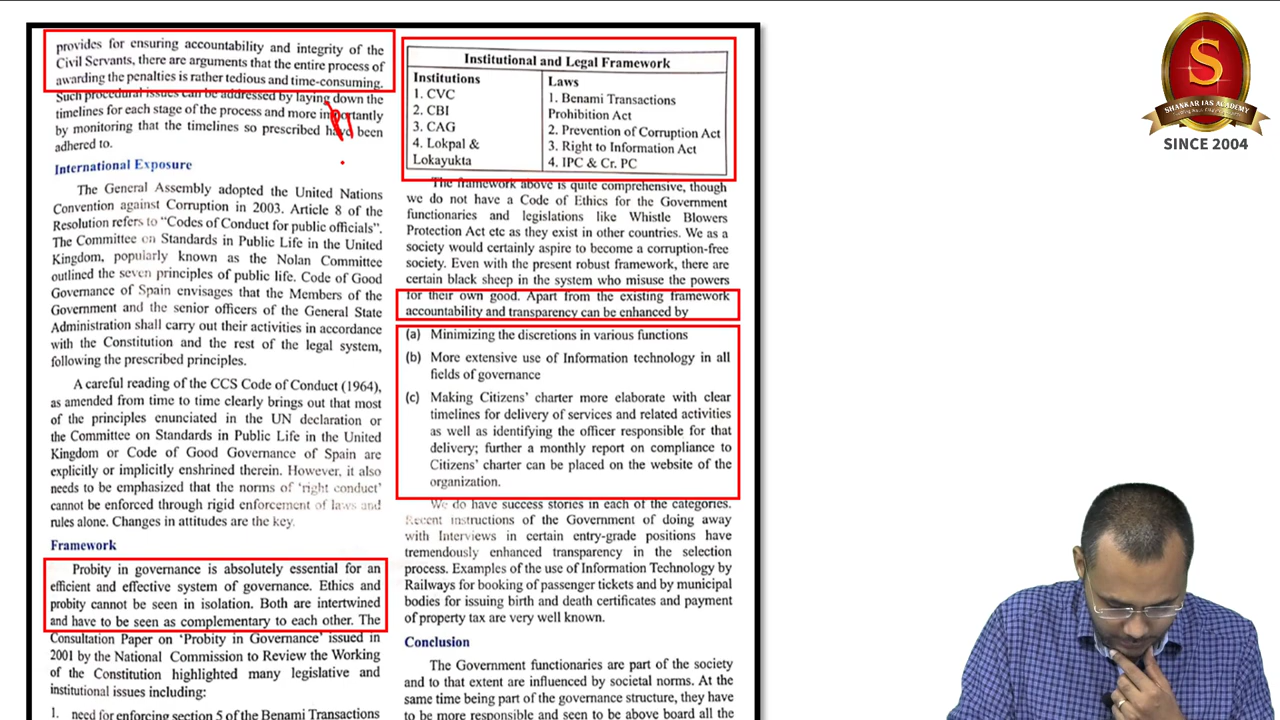 provides for ensuring accountability and integrity of the
Civil Servants, there are arguments that the entire process of
awarding the penalties is rather tedious and time-consuming.
Such procedural issues can be addressed by laying down the
timelines for each stage of the process and more importantly
by monitoring that the timelines so prescribed have been
adhered to.
International Exposure
The General Assembly adopted the United Nations
Convention against Corruption in 2003. Article 8 of the
Resolution refers to “Codes of Conduct for public officials”.
The Committee on Standards in Public Life in the United
Kingdom, popularly known as the Nolan Committee
outlined the seven principles of public life. Code of Good
Governance of Spain envisages that the Members of the
Government and the senior officers of the General State
Administration shall carry out their activities in accordance
with the Constitution and the rest of the legal system,
following the prescribed principles.
A careful reading of the CCS Code of Conduct (1964),
as amended from time to time clearly brings out that most
of the principles enunciated in the UN declaration or
the Committee on Standards in Public Life in the United
Kingdom or Code of Good Governance of Spain are
explicitly or implicitly enshrined therein. However, it also
needs to be emphasized that the norms of ‘right conduct’
cannot be enforced through rigid enforcement of laws and
rules alone. Changes in attitudes are the key.
Framework
Probity in governance is absolutely essential for an
efficient and effective system of governance. Ethics and
probity cannot be seen in isolation. Both are intertwined
and have to be seen as complementary to each other. The
Consultation Paper on ‘Probity in Governance’ issued in
2001 by the National Commission to Review the Working
of the Constitution highlighted many legislative and
institutional issues including:
1. need for enforcing section 5 of the Benami Transactions
Institutional and Legal Framework
Institutions
1. CVC
2. CBI
3. CAG
4. Lokpal &
Lokayukta
Laws
1. Benami Transactions
Prohibition Act
2. Prevention of Corruption Act
3. Right to Information Act
4. IPC & Cr. PC
The framework above is quite comprehensive, though
we do not have a Code of Ethics for the Government
functionaries and legislations like Whistle Blowers
Protection Act etc as they exist in other countries. We as a
society would certainly aspire to become a corruption-free
society. Even with the present robust framework, there are
certain black sheep in the system who misuse the powers
for their own good. Apart from the existing framework
accountability and transparency can be enhanced by
(a) Minimizing the discretions in various functions
(b) More extensive use of Information technology in all
fields of governance
(c) Making Citizens’ charter more elaborate with clear
timelines for delivery of services and related activities
as well as identifying the officer responsible for that
delivery; further a monthly report on compliance to
Citizens’ charter can be placed on the website of the
organization.
We do have success stories in each of the categories.
Recent instructions of the Government of doing away
with Interviews in certain entry-grade positions have
tremendously enhanced transparency in the selection
process. Examples of the use of Information Technology by
Railways for booking of passenger tickets and by municipal
bodies for issuing birth and death certificates and payment
of property tax are very well known.
Conclusion
The Government functionaries are part of the society
and to that extent are influenced by societal norms. At the
same time being part of the governance structure, they have
to be more responsible and seen to be above board all the
S
SHANKAR IAS ACADEMY
SINCE 2004